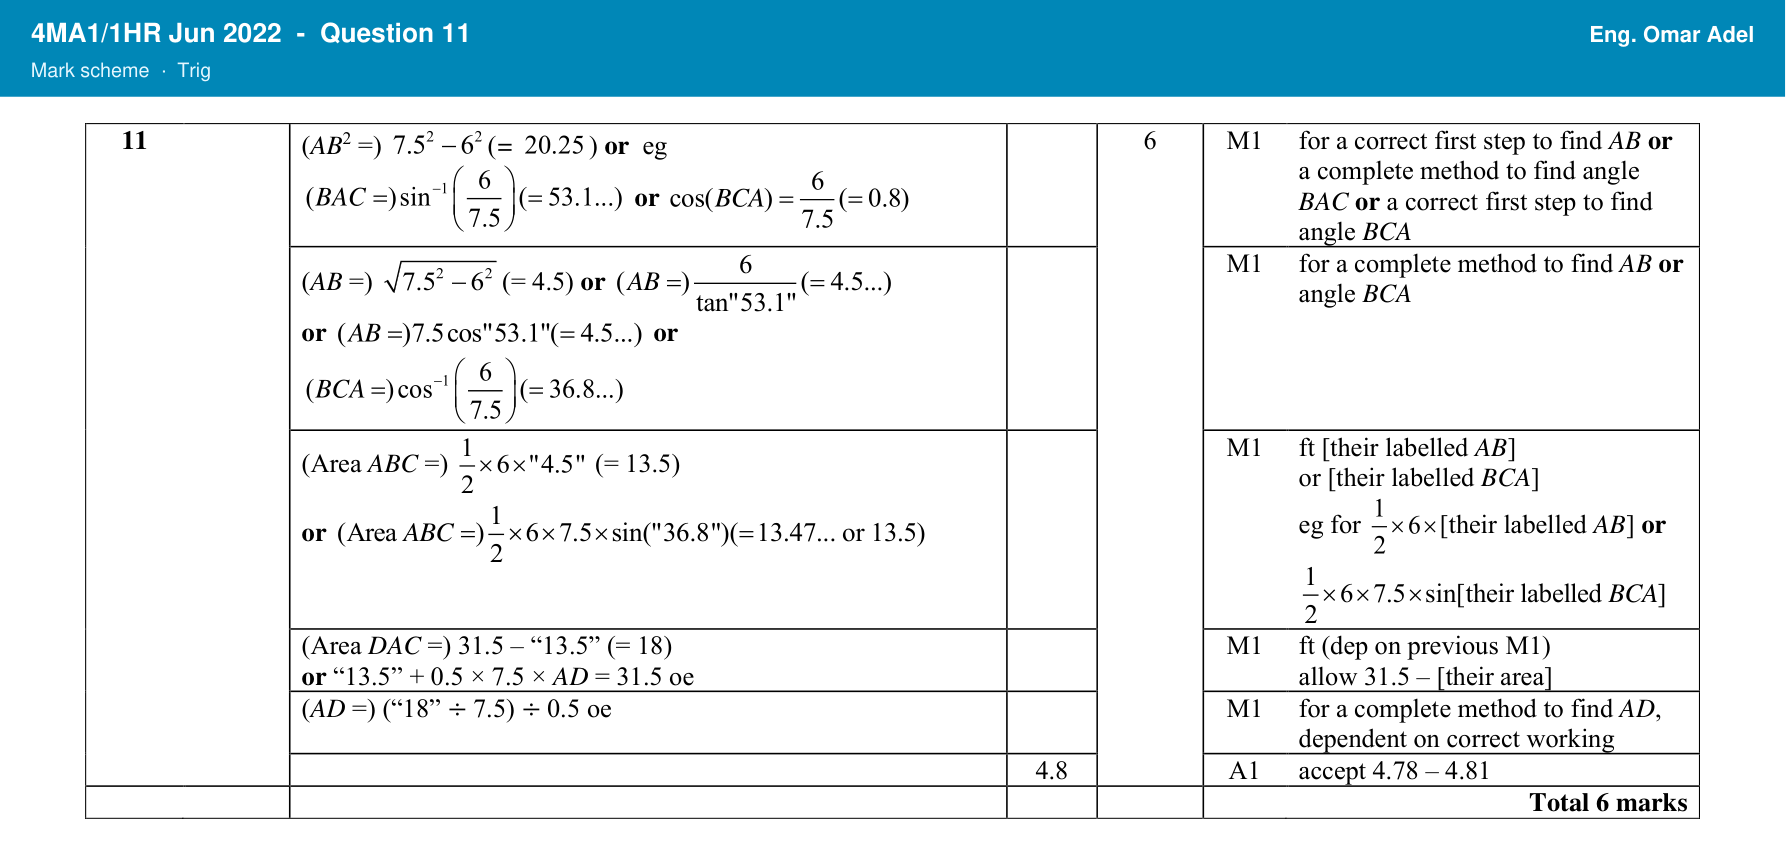 4MA1/1HR Jun 2022 - Question 11
Eng. Omar Adel
Mark scheme · Trig
11
(AB² =) 7.5² – 6² (= 20.25) or eg
(BAC =) sin⁻¹(6/7.5) (= 53.1...) or cos(BCA) = 6/7.5 (= 0.8)
6
M1 for a correct first step to find AB or
a complete method to find angle
BAC or a correct first step to find
angle BCA
(AB =) √(7.5² – 6²) (= 4.5) or (AB =) 6/tan"53.1" (= 4.5...)
or (AB =)7.5cos"53.1"(= 4.5...) or
(BCA =) cos⁻¹(6/7.5) (= 36.8...)
M1 for a complete method to find AB or
angle BCA
(Area ABC =) 1/2 × 6 × "4.5" (= 13.5)
or (Area ABC =) 1/2 × 6 × 7.5 × sin("36.8")(= 13.47... or 13.5)
M1 ft [their labelled AB]
or [their labelled BCA]
eg for 1/2 × 6 × [their labelled AB] or
1/2 × 6 × 7.5 × sin[their labelled BCA]
(Area DAC =) 31.5 – “13.5” (= 18)
or “13.5” + 0.5 × 7.5 × AD = 31.5 oe
M1 ft (dep on previous M1)
allow 31.5 – [their area]
(AD =) (“18” ÷ 7.5) ÷ 0.5 oe
M1 for a complete method to find AD,
dependent on correct working
4.8
A1 accept 4.78 – 4.81
Total 6 marks